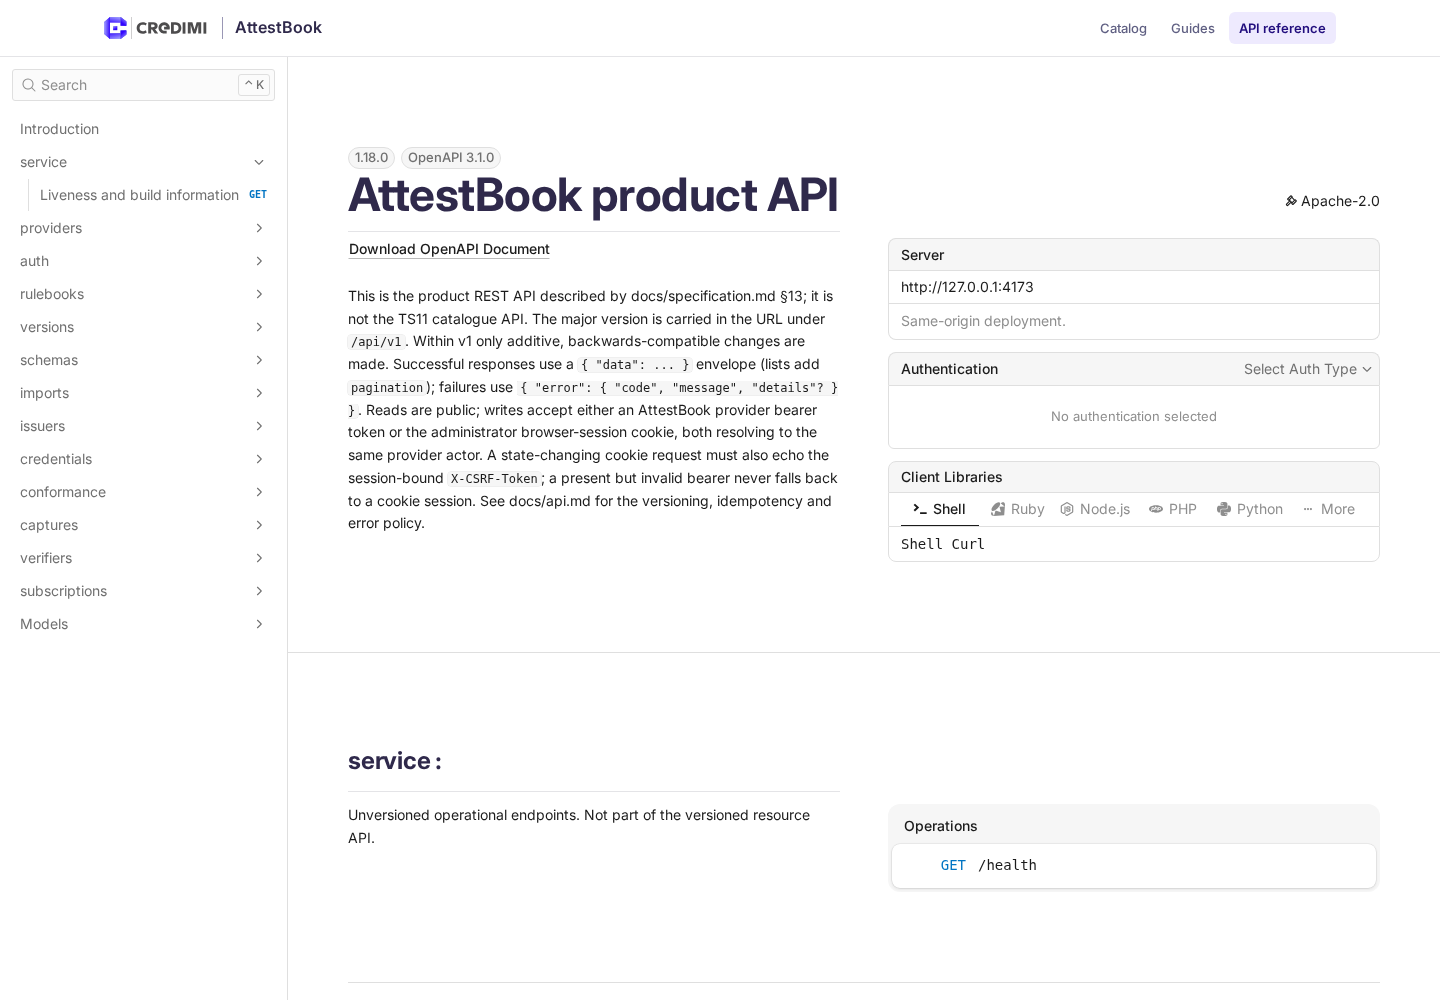 CREDIMI AttestBook
Catalog
Guides
API reference
Search
^ K
Introduction
service
Liveness and build information GET
providers
auth
rulebooks
versions
schemas
imports
issuers
credentials
conformance
captures
verifiers
subscriptions
Models
1.18.0 OpenAPI 3.1.0
AttestBook product API
Download OpenAPI Document
This is the product REST API described by docs/specification.md §13; it is
not the TS11 catalogue API. The major version is carried in the URL under
/api/v1. Within v1 only additive, backwards-compatible changes are
made. Successful responses use a { "data": ... } envelope (lists add
pagination); failures use { "error": { "code", "message", "details"? }
}. Reads are public; writes accept either an AttestBook provider bearer
token or the administrator browser-session cookie, both resolving to the
same provider actor. A state-changing cookie request must also echo the
session-bound X-CSRF-Token; a present but invalid bearer never falls back
to a cookie session. See docs/api.md for the versioning, idempotency and
error policy.
Apache-2.0
Server
http://127.0.0.1:4173
Same-origin deployment.
Authentication
Select Auth Type
No authentication selected
Client Libraries
Shell
Ruby
Node.js
PHP
Python
More
Shell Curl
service :
Unversioned operational endpoints. Not part of the versioned resource
API.
Operations
GET /health